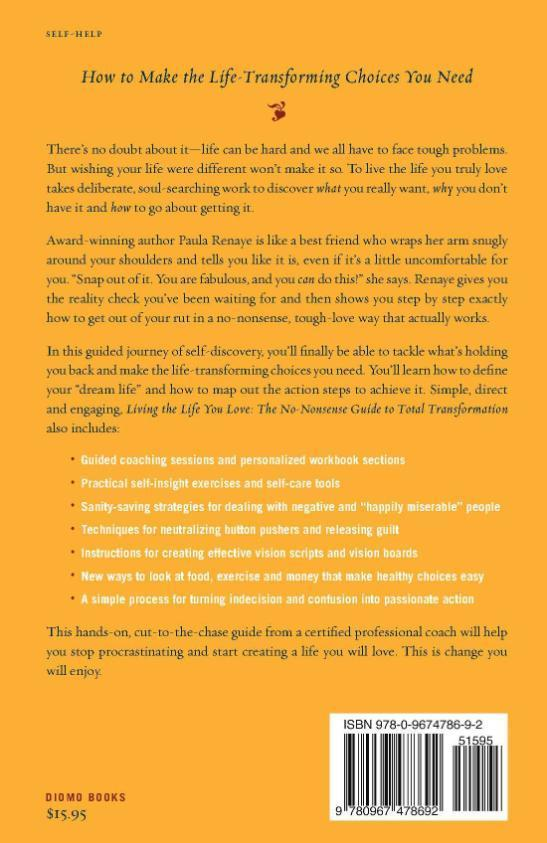 SELF-HELP
How to Make the Life-Transforming Choices You Need
There's no doubt about it—life can be hard and we all have to face tough problems.
But wishing your life were different won't make it so. To live the life you truly love
takes deliberate, soul-searching work to discover what you really want, why you don't
have it and how to go about getting it.
Award-winning author Paula Renaye is like a best friend who wraps her arm snugly
around your shoulders and tells you like it is, even if it's a little uncomfortable for
you. "Snap out of it. You are fabulous, and you can do this!" she says. Renaye gives you
the reality check you've been waiting for and then shows you step by step exactly
how to get out of your rut in a no-nonsense, tough-love way that actually works.
In this guided journey of self-discovery, you'll finally be able to tackle what's holding
you back and make the life-transforming choices you need. You'll learn how to define
your "dream life" and how to map out the action steps to achieve it. Simple, direct
and engaging, Living the Life You Love: The No-Nonsense Guide to Total Transformation
also includes:
• Guided coaching sessions and personalized workbook sections
• Practical self-insight exercises and self-care tools
• Sanity-saving strategies for dealing with negative and "happily miserable" people
• Techniques for neutralizing button pushers and releasing guilt
• Instructions for creating effective vision scripts and vision boards
• New ways to look at food, exercise and money that make healthy choices easy
• A simple process for turning indecision and confusion into passionate action
This hands-on, cut-to-the-chase guide from a certified professional coach will help
you stop procrastinating and start creating a life you will love. This is change you
will enjoy.
ISBN 978-0-9674786-9-2
51595
9 780967 478692
DIOMO BOOKS
$15.95